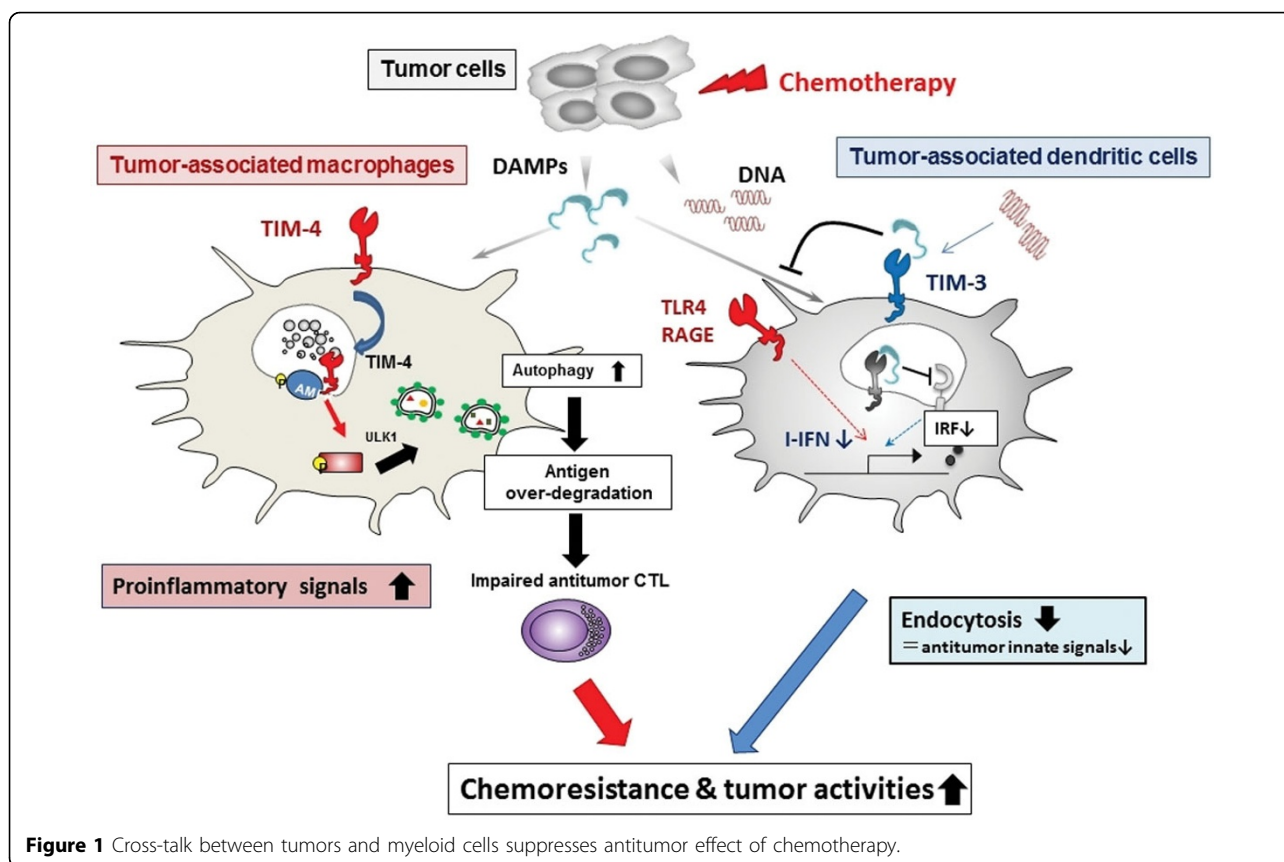 Tumor cells
Chemotherapy
Tumor-associated macrophages
DAMPs
DNA
Tumor-associated dendritic cells
TIM-4
TIM-3
TLR4
RAGE
TIM-4
P
AM
Autophagy
ULK1
P
I-IFN ↓
IRF↓
Antigen
over-degradation
Proinflammatory signals
Impaired antitumor CTL
Endocytosis
=antitumor innate signals↓
Chemoresistance & tumor activities
Figure 1 Cross-talk between tumors and myeloid cells suppresses antitumor effect of chemotherapy.